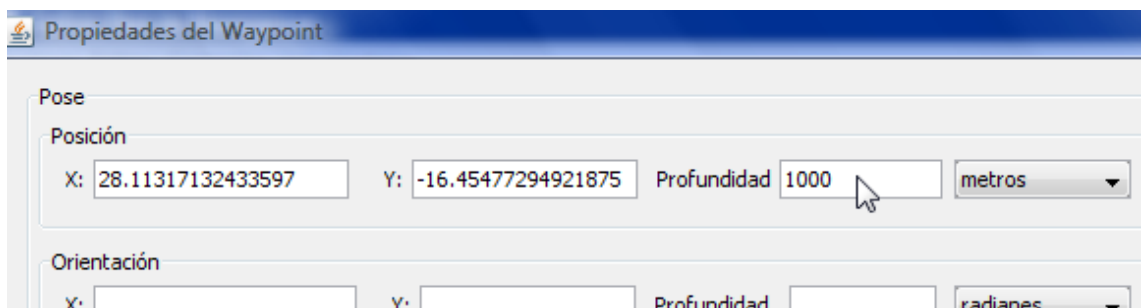 Propiedades del Waypoint
Pose
Posición
X: 28.11317132433597 Y: -16.45477294921875 Profundidad 1000 metros
Orientación
X: Y: Profundidad radianes